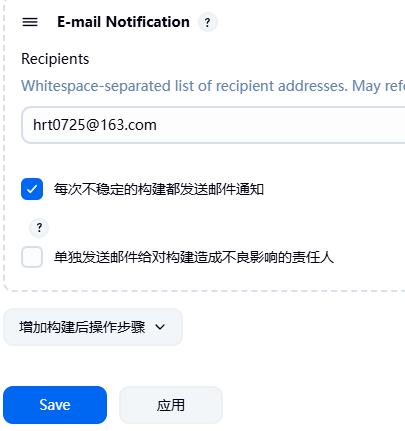 E-mail Notification ?
Recipients
Whitespace-separated list of recipient addresses. May refe
hrt0725@163.com
每次不稳定的构建都发送邮件通知
?
单独发送邮件给对构建造成不良影响的责任人
增加构建后操作步骤
Save
应用